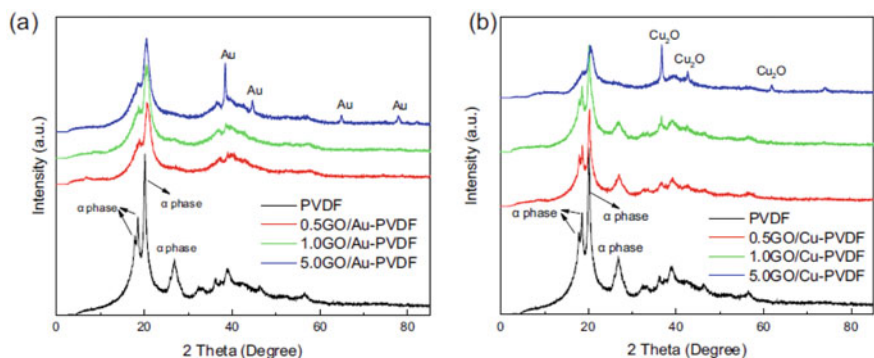 (a)
Au
Au
Au
Au
α phase
α phase
α phase
PVDF
0.5GO/Au-PVDF
1.0GO/Au-PVDF
5.0GO/Au-PVDF
Intensity (a.u.)
0
20
40
60
80
2 Theta (Degree)
(b)
Cu₂O
Cu₂O
Cu₂O
α phase
α phase
α phase
PVDF
0.5GO/Cu-PVDF
1.0GO/Cu-PVDF
5.0GO/Cu-PVDF
Intensity (a.u.)
0
20
40
60
80
2 Theta (Degree)